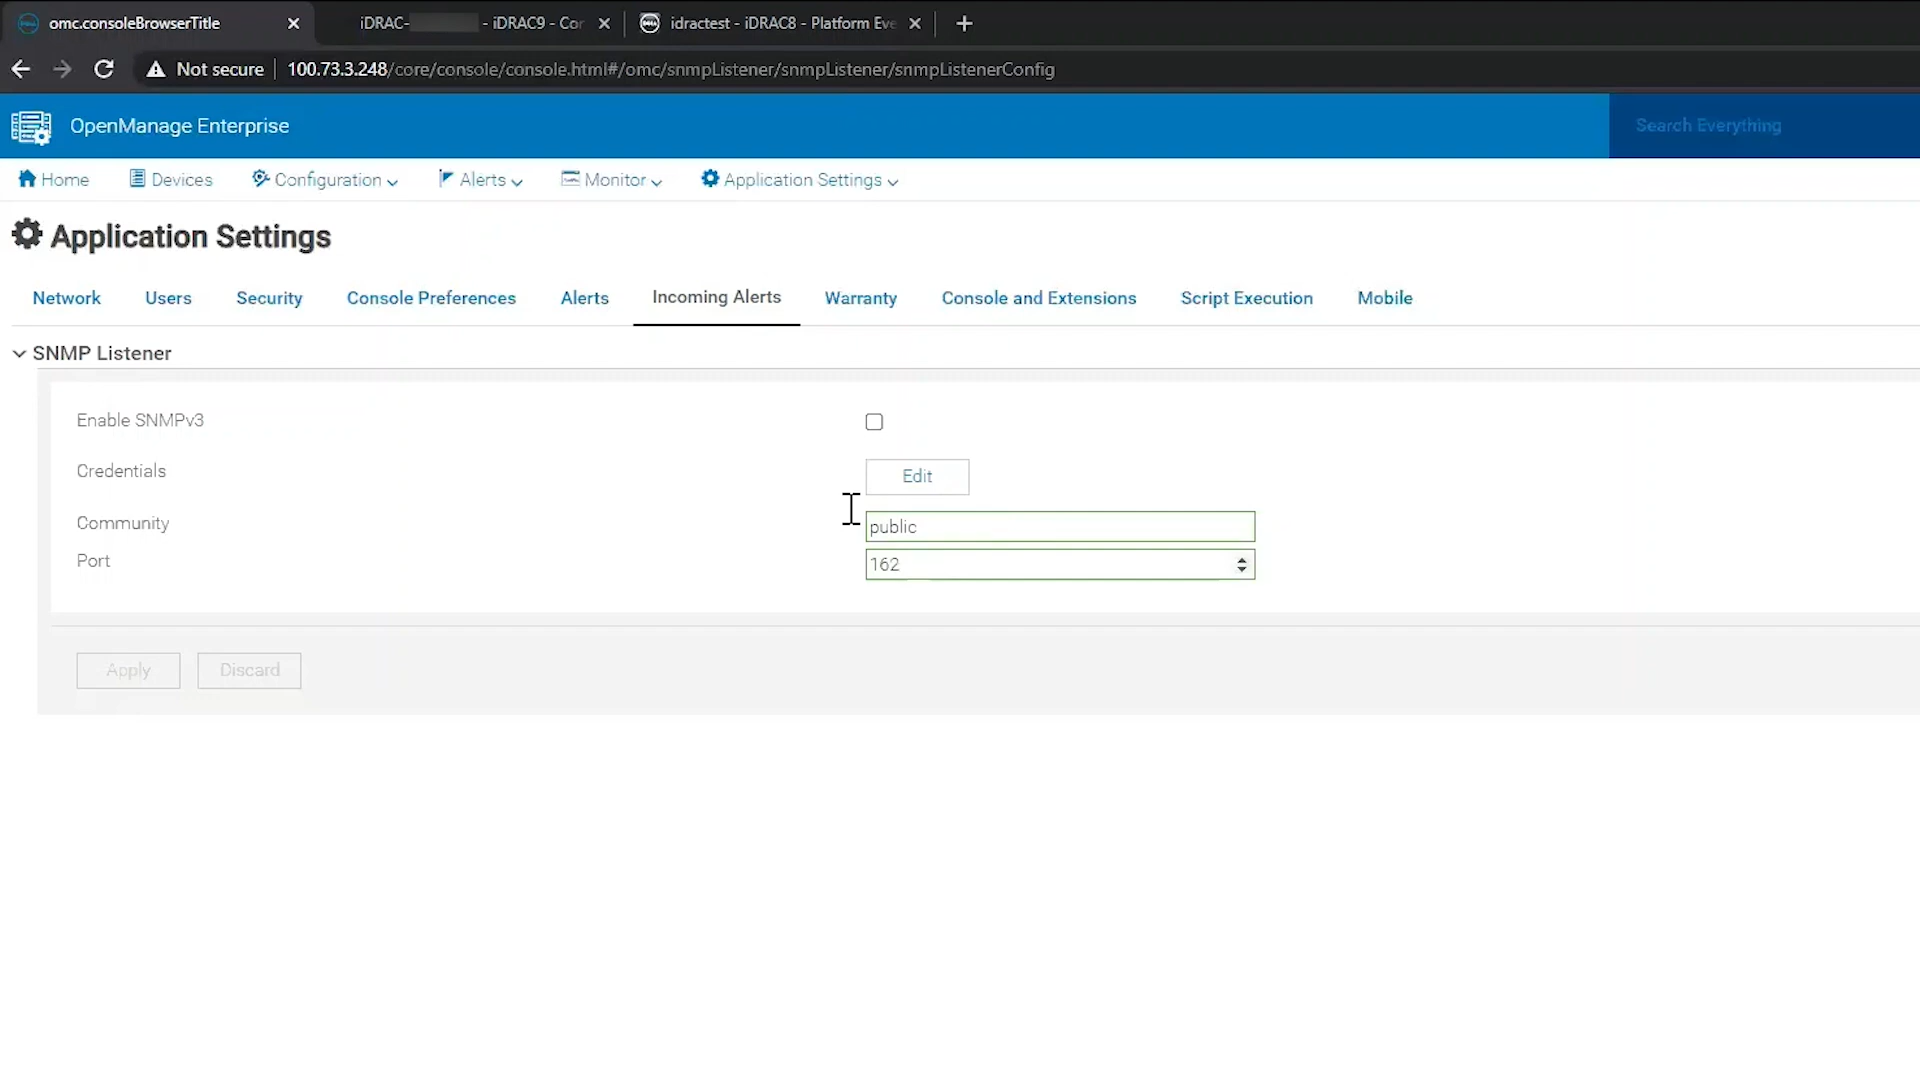 omc.consoleBrowserTitle
iDRAC- - iDRAC9 - Cor
idractest - iDRAC8 - Platform Eve
Not secure
100.73.3.248/core/console/console.html#/omc/snmpListener/snmpListener/snmpListenerConfig
OpenManage Enterprise
Search Everything
Home
Devices
Configuration
Alerts
Monitor
Application Settings
Application Settings
Network
Users
Security
Console Preferences
Alerts
Incoming Alerts
Warranty
Console and Extensions
Script Execution
Mobile
SNMP Listener
Enable SNMPv3
Credentials
Edit
Community
public
Port
162
Apply
Discard